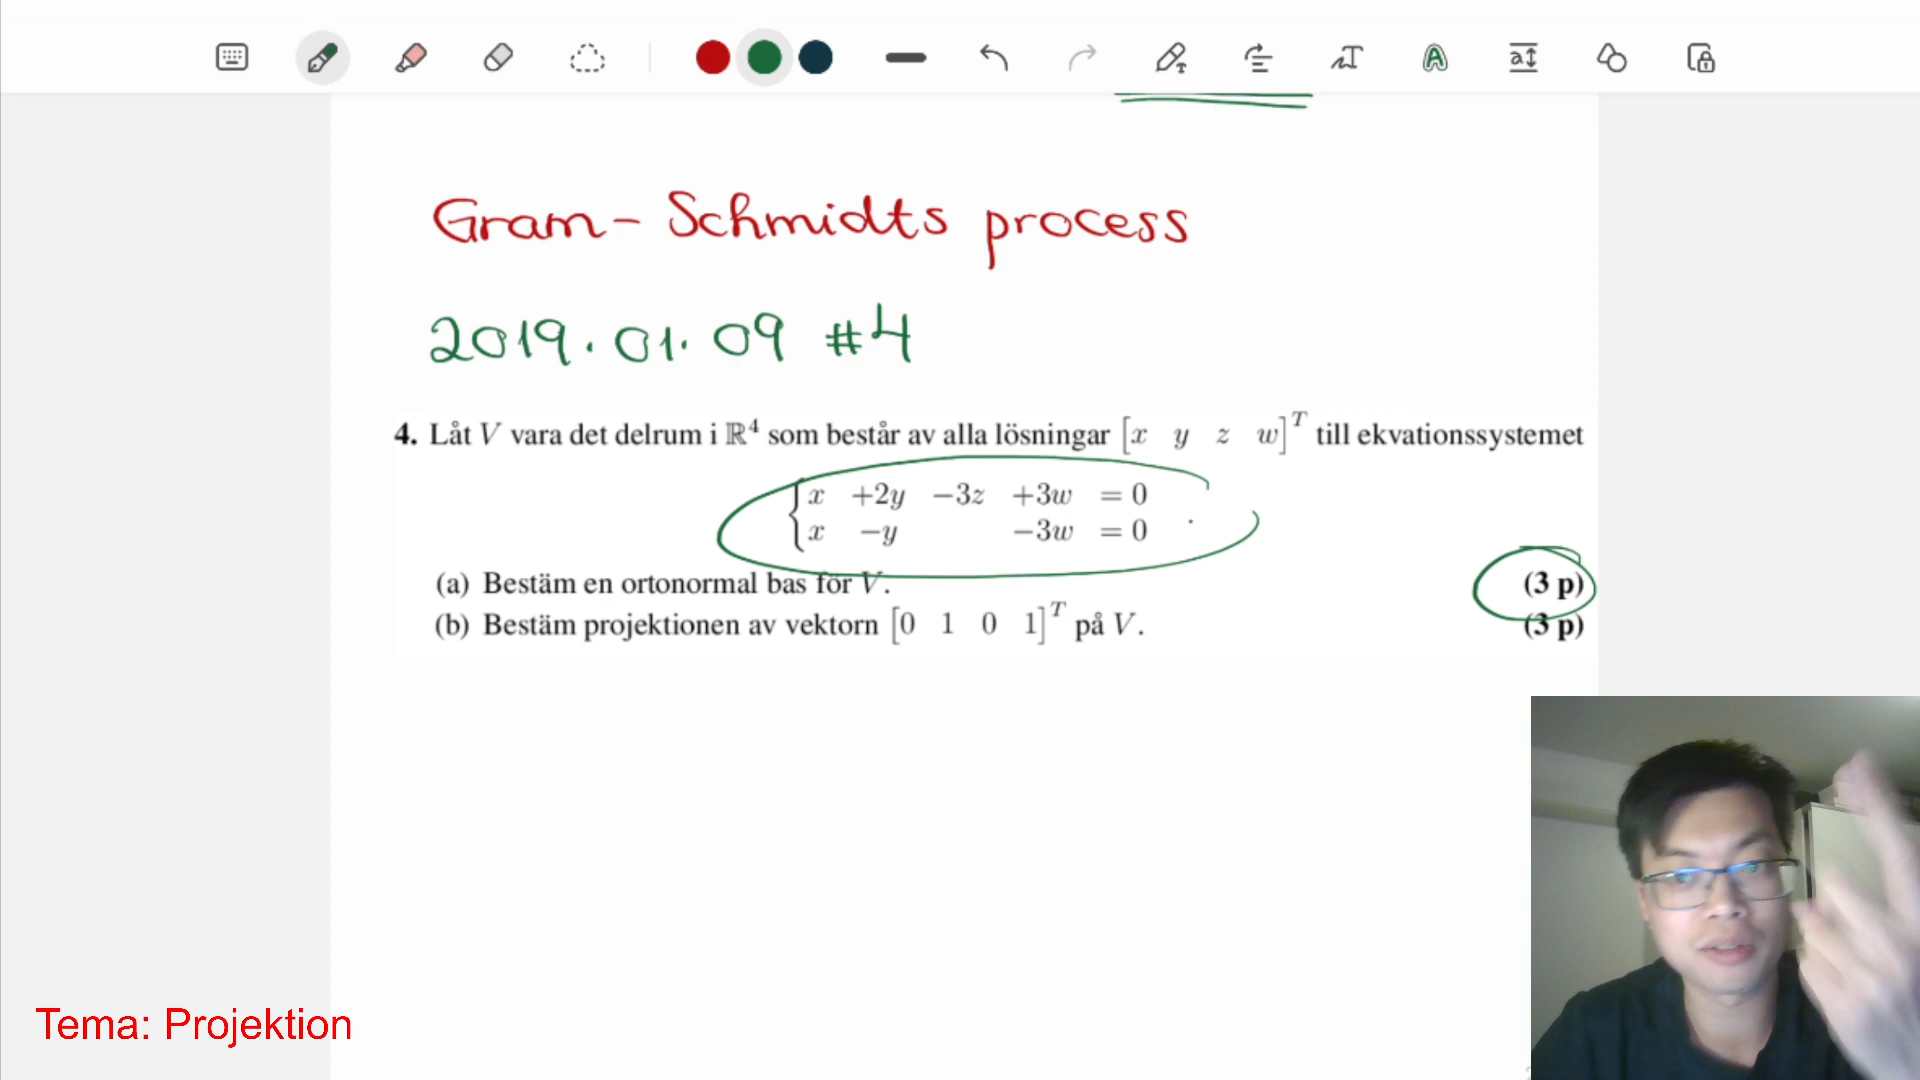 Gram-Schmidts process
2019.01.09 #4
4. Låt V vara det delrum i ℝ⁴ som består av alla lösningar [x y z w]ᵀ till ekvationssystemet
{ x +2y −3z +3w = 0
x −y −3w = 0 .
(a) Bestäm en ortonormal bas för V. (3 p)
(b) Bestäm projektionen av vektorn [0 1 0 1]ᵀ på V. (3 p)
Tema: Projektion